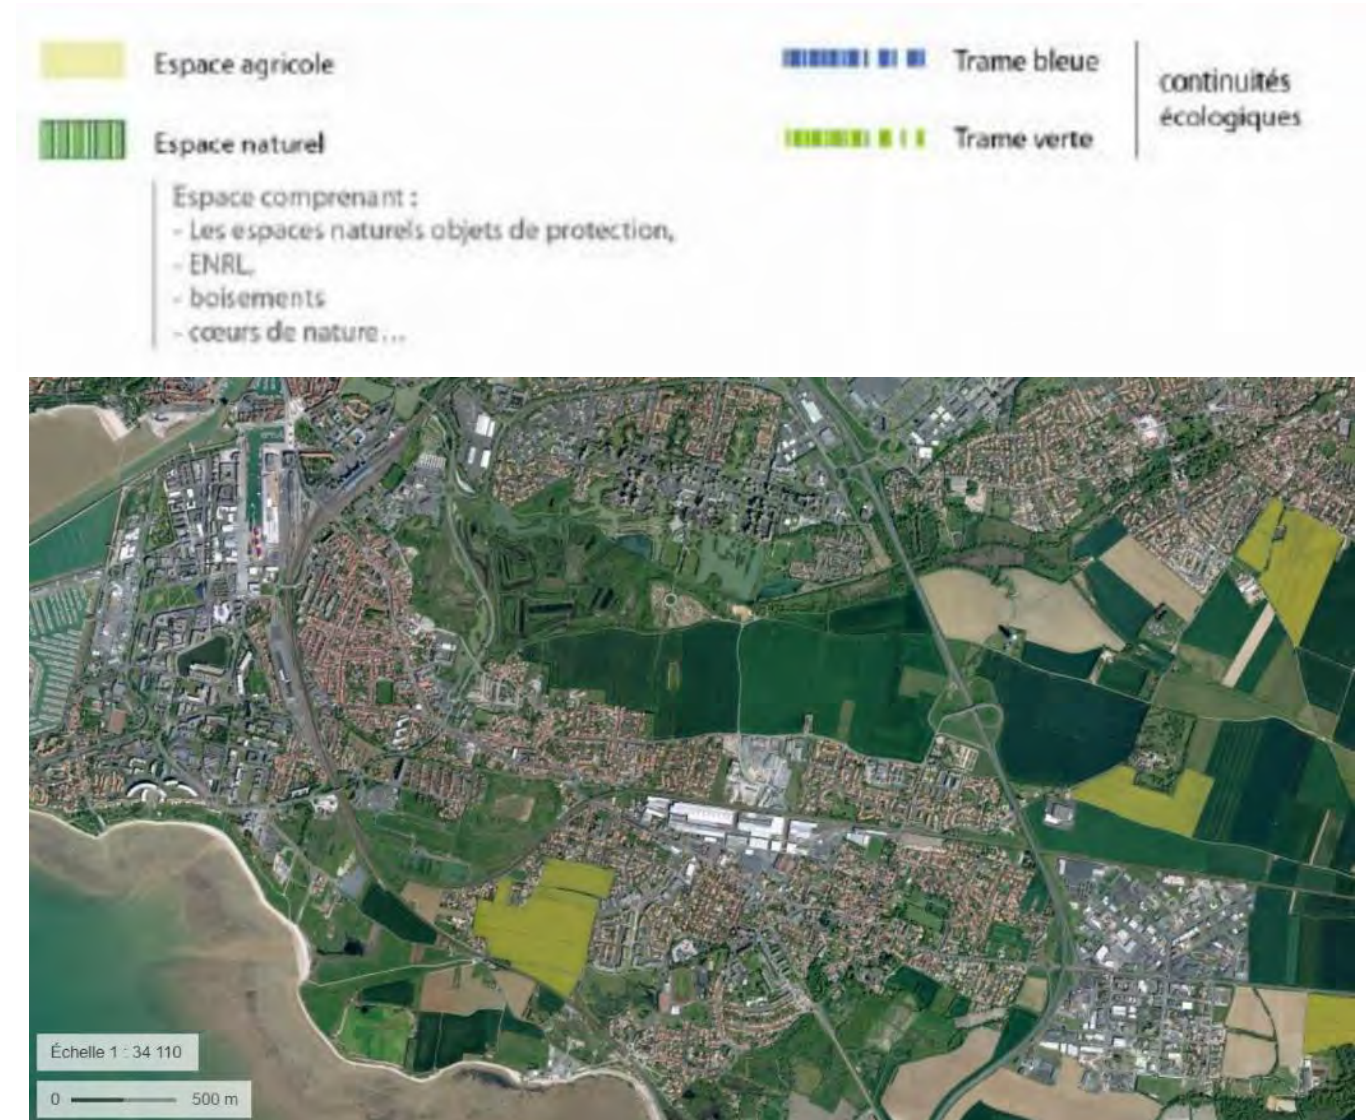 Espace agricole
Espace naturel
Espace comprenant :
- Les espaces naturels objets de protection,
- ENRL,
- boisements
- cœurs de nature...
Trame bleue
Trame verte
continuités
écologiques
Échelle 1 : 34 110
0 500 m